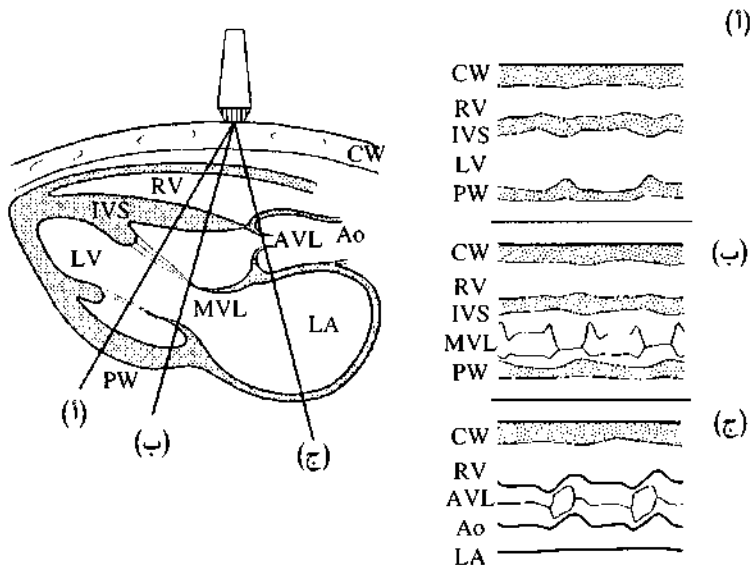 CW
RV
IVS
AVL
Ao
LV
MVL
LA
PW
(أ)
(ب)
(ج)
(أ)
CW
RV
IVS
LV
PW
(ب)
CW
RV
IVS
MVL
PW
(ج)
CW
RV
AVL
Ao
LA